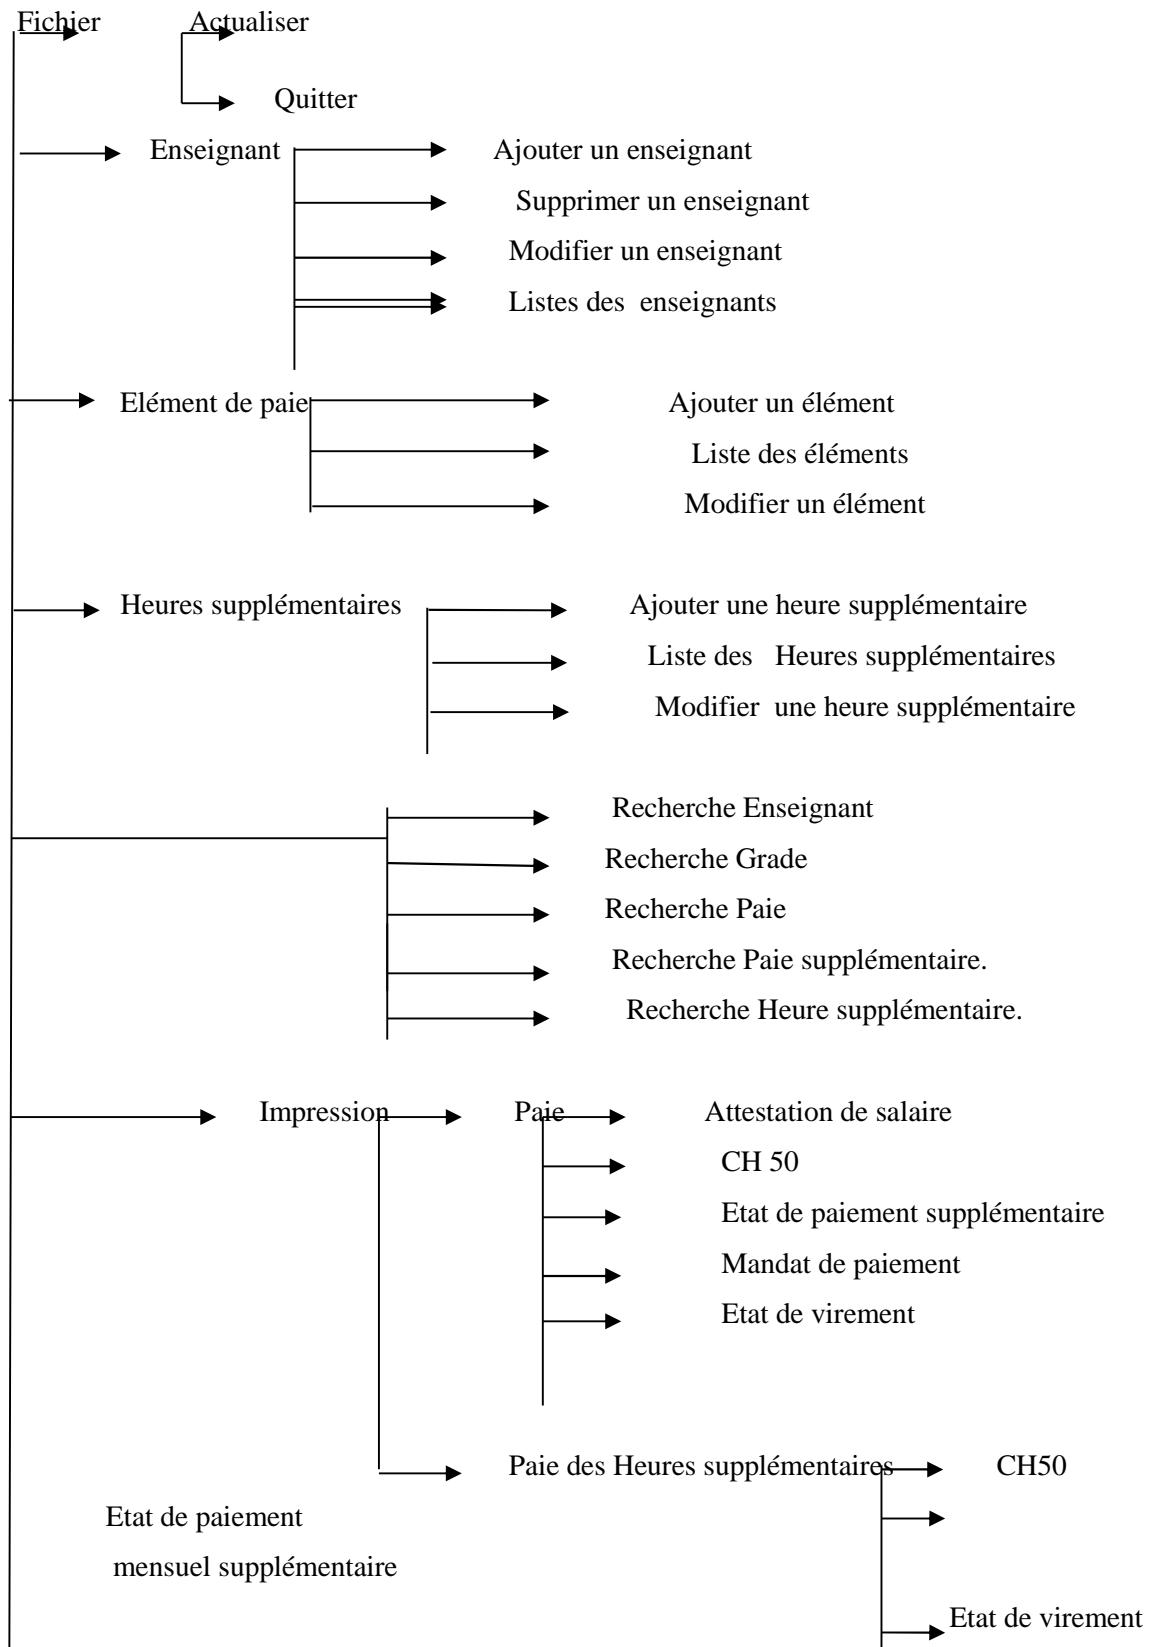 Fichier Actualiser
Quitter
Enseignant Ajouter un enseignant
Supprimer un enseignant
Modifier un enseignant
Listes des enseignants
Elément de paie Ajouter un élément
Liste des éléments
Modifier un élément
Heures supplémentaires Ajouter une heure supplémentaire
Liste des Heures supplémentaires
Modifier une heure supplémentaire
Recherche Enseignant
Recherche Grade
Recherche Paie
Recherche Paie supplémentaire.
Recherche Heure supplémentaire.
Impression Paie Attestation de salaire
CH 50
Etat de paiement supplémentaire
Mandat de paiement
Etat de virement
Paie des Heures supplémentaires CH50
Etat de paiement
mensuel supplémentaire
Etat de virement